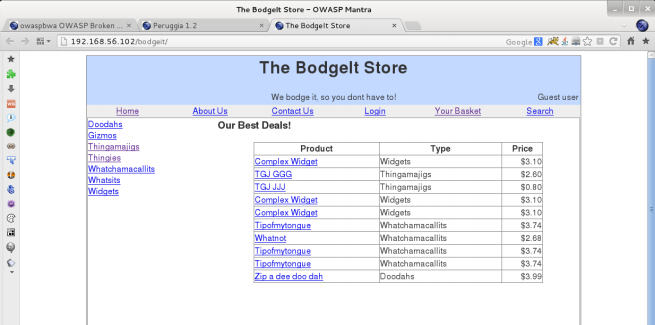 The BodgeIt Store - OWASP Mantra
owaspbwa OWASP Broken ... × Peruggia 1.2 × The BodgeIt Store ×
192.168.56.102/bodgeit/ Google
The BodgeIt Store
We bodge it, so you dont have to! Guest user
Home About Us Contact Us Login Your Basket Search
Doodahs
Gizmos
Thingamajigs
Thingies
Whatchamacallits
Whatsits
Widgets
Our Best Deals!
Product Type Price
Complex Widget Widgets $3.10
TGJ GGG Thingamajigs $2.60
TGJ JJJ Thingamajigs $0.80
Complex Widget Widgets $3.10
Complex Widget Widgets $3.10
Tipofmytongue Whatchamacallits $3.74
Whatnot Whatchamacallits $2.68
Tipofmytongue Whatchamacallits $3.74
Tipofmytongue Whatchamacallits $3.74
Zip a dee doo dah Doodahs $3.99